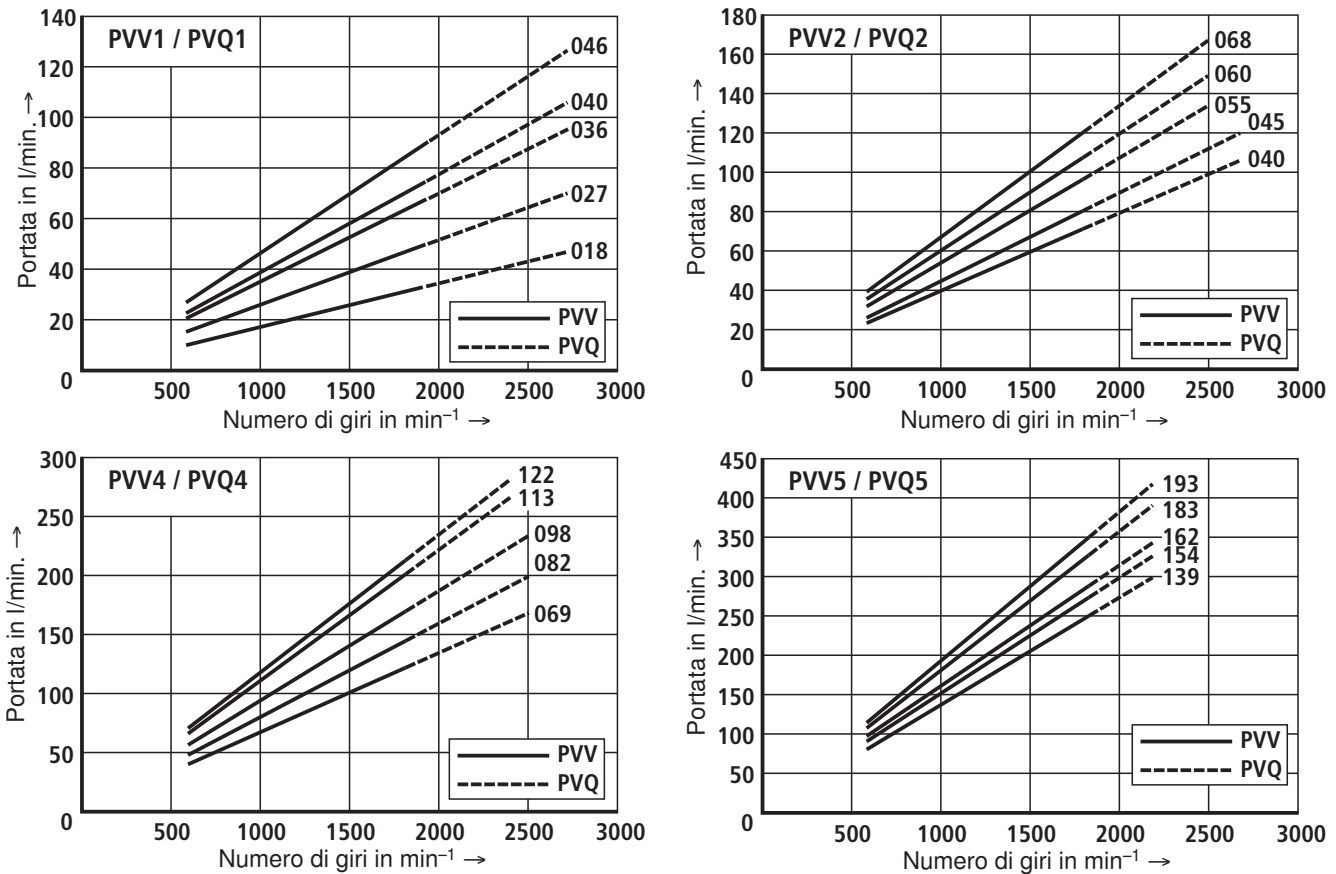 PVV1 / PVQ1
Portata in l/min. →
140
120
100
80
60
40
20
0
046
040
036
027
018
PVV
PVQ
500 1000 1500 2000 2500 3000
Numero di giri in min–1 →
PVV2 / PVQ2
Portata in l/min. →
180
160
140
120
100
80
60
40
20
0
068
060
055
045
040
PVV
PVQ
500 1000 1500 2000 2500 3000
Numero di giri in min–1 →
PVV4 / PVQ4
Portata in l/min. →
300
250
200
150
100
50
0
122
113
098
082
069
PVV
PVQ
500 1000 1500 2000 2500 3000
Numero di giri in min–1 →
PVV5 / PVQ5
Portata in l/min. →
450
400
350
300
250
200
150
100
50
0
193
183
162
154
139
PVV
PVQ
500 1000 1500 2000 2500 3000
Numero di giri in min–1 →